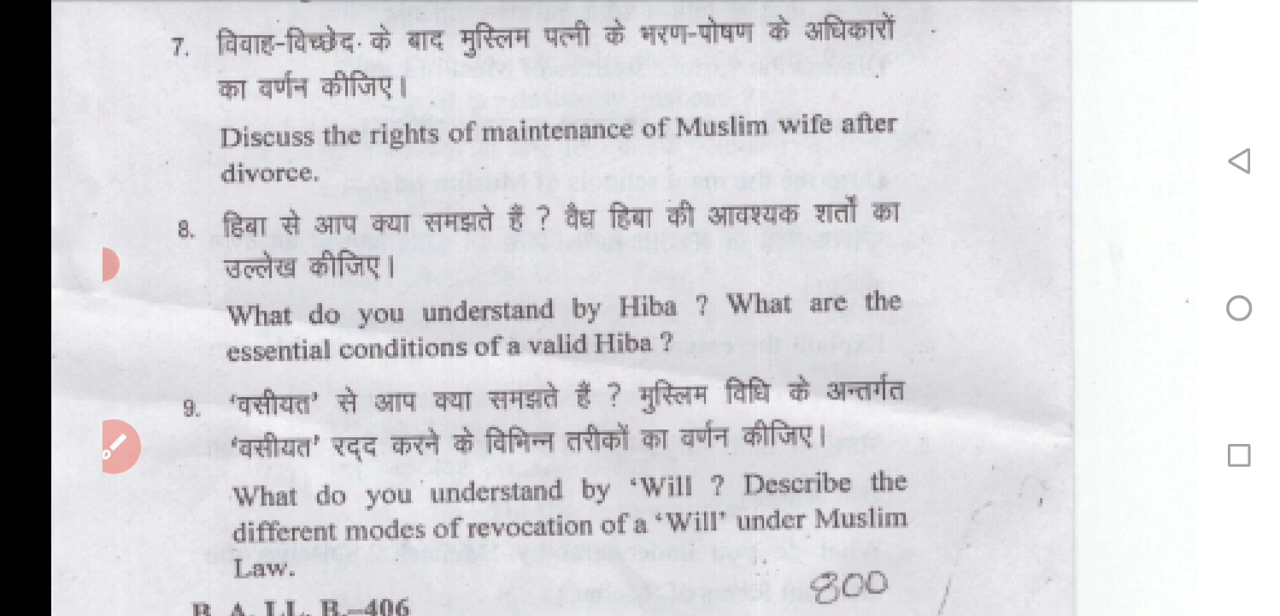 7. विवाह-विच्छेद के बाद मुस्लिम पत्नी के भरण-पोषण के अधिकारों
का वर्णन कीजिए।
Discuss the rights of maintenance of Muslim wife after
divorce.
8. हिबा से आप क्या समझते हैं ? वैध हिबा की आवश्यक शर्तों का
उल्लेख कीजिए।
What do you understand by Hiba ? What are the
essential conditions of a valid Hiba ?
9. ‘वसीयत’ से आप क्या समझते हैं ? मुस्लिम विधि के अन्तर्गत
‘वसीयत’ रद्द करने के विभिन्न तरीकों का वर्णन कीजिए।
What do you understand by ‘Will ? Describe the
different modes of revocation of a ‘Will’ under Muslim
Law.
800
B. A. LL. B.–406